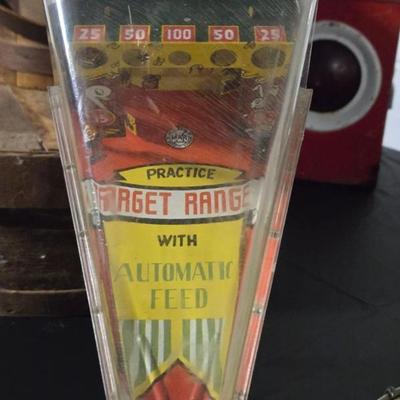 25 50 100 50 25
PRACTICE
TARGET RANGE
WITH
AUTOMATIC
FEED